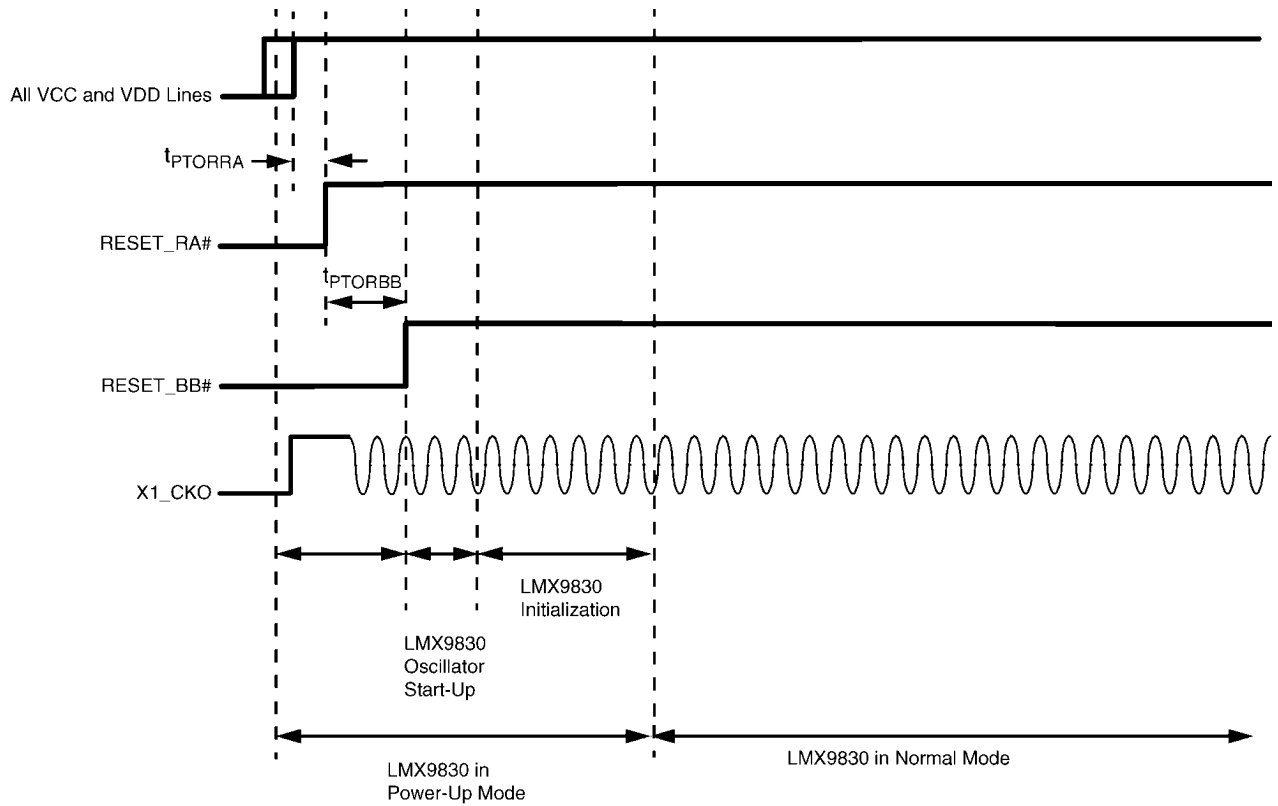 All VCC and VDD Lines
tPTORRA
RESET_RA#
tPTORBB
RESET_BB#
X1_CKO
LMX9830
Initialization
LMX9830
Oscillator
Start-Up
LMX9830 in
Power-Up Mode
LMX9830 in Normal Mode